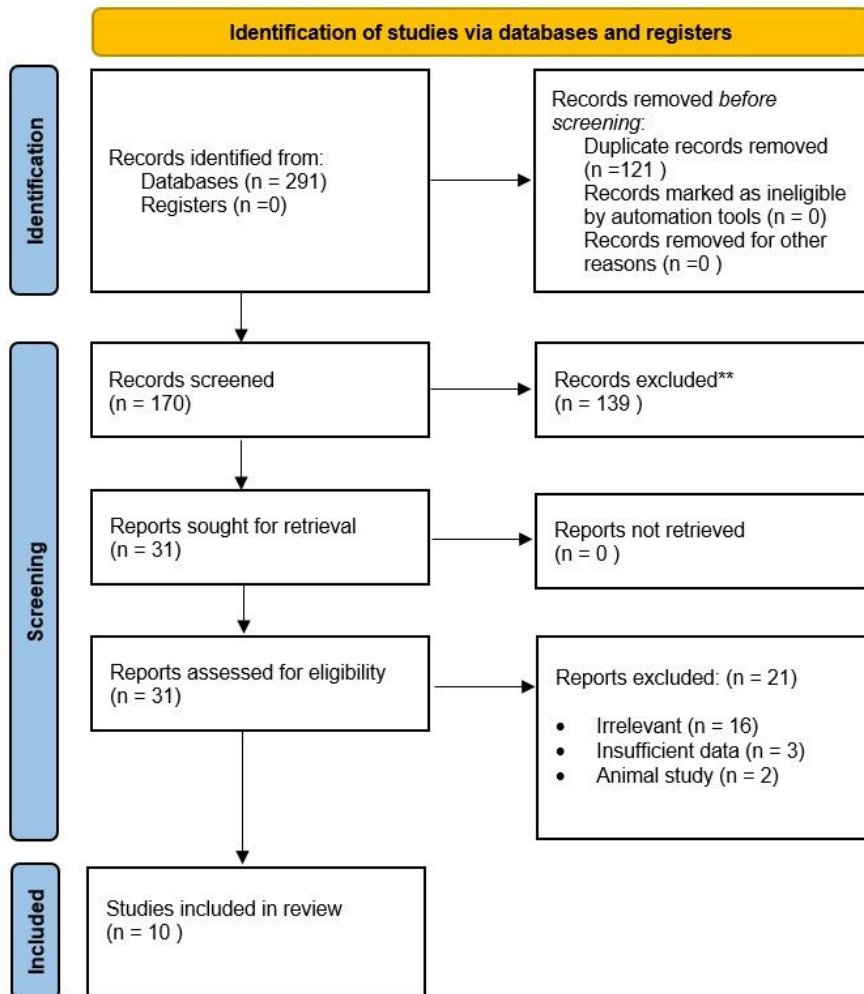 Identification of studies via databases and registers
Identification
Records identified from:
Databases (n = 291)
Registers (n =0)
Records removed before
screening:
Duplicate records removed
(n =121 )
Records marked as ineligible
by automation tools (n = 0)
Records removed for other
reasons (n =0 )
Screening
Records screened
(n = 170)
Records excluded**
(n = 139 )
Reports sought for retrieval
(n = 31)
Reports not retrieved
(n = 0 )
Reports assessed for eligibility
(n = 31)
Reports excluded: (n = 21)
• Irrelevant (n = 16)
• Insufficient data (n = 3)
• Animal study (n = 2)
Included
Studies included in review
(n = 10 )